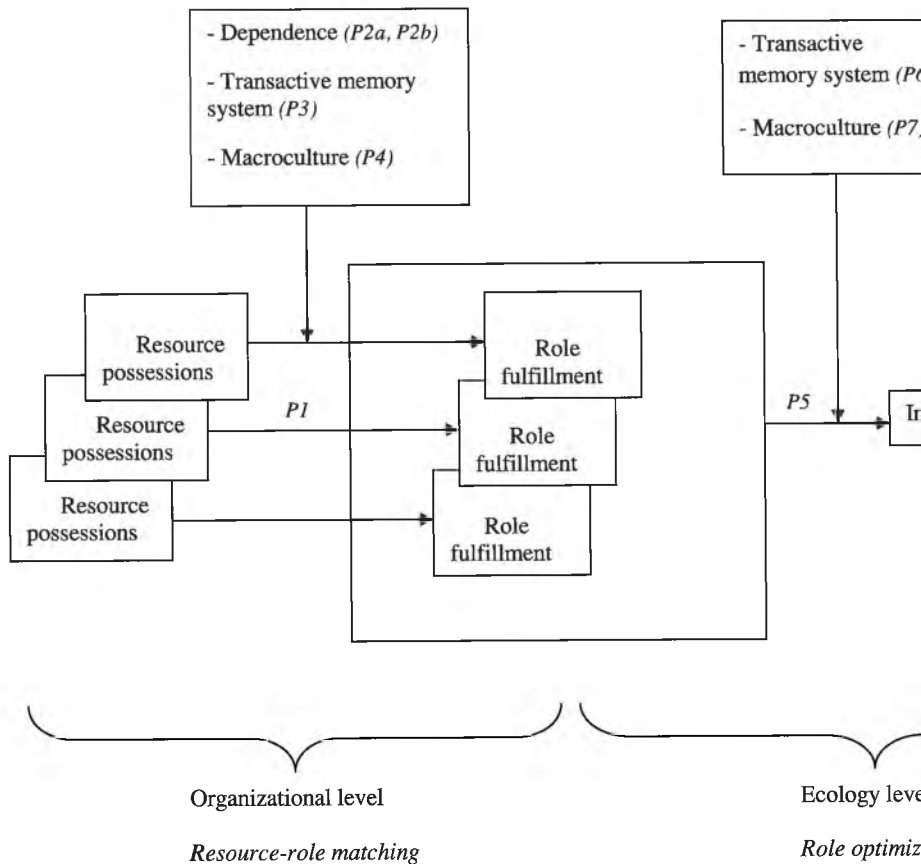 - Dependence (P2a, P2b)
- Transactive memory
system (P3)
- Macroculture (P4)
- Transactive
memory system (P6
- Macroculture (P7)
Resource
possessions
Resource
possessions
Resource
possessions
P1
Role
fulfillment
Role
fulfillment
Role
fulfillment
P5
In
Organizational level
Resource-role matching
Ecology leve
Role optimiz